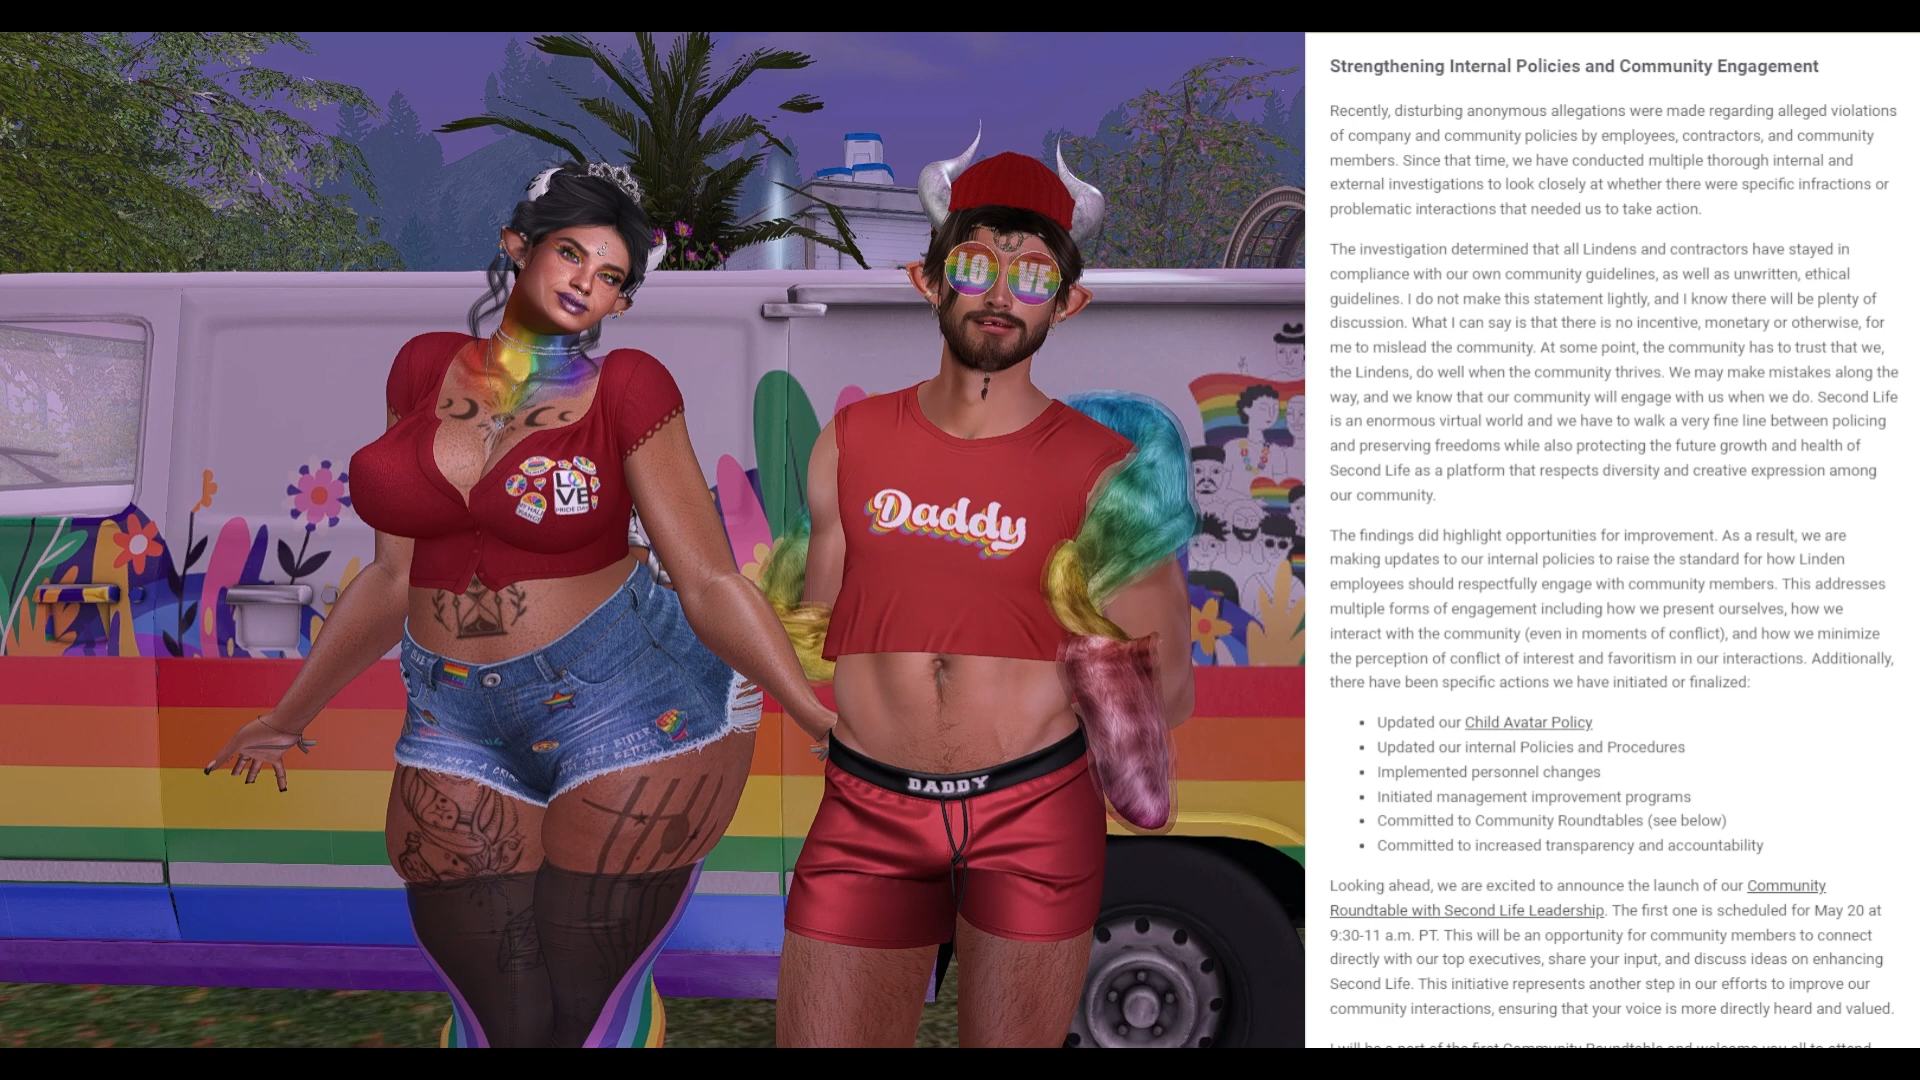 LO VE
LO
VE
PRIDE DAY
Daddy
DADDY
Strengthening Internal Policies and Community Engagement
Recently, disturbing anonymous allegations were made regarding alleged violations
of company and community policies by employees, contractors, and community
members. Since that time, we have conducted multiple thorough internal and
external investigations to look closely at whether there were specific infractions or
problematic interactions that needed us to take action.
The investigation determined that all Lindens and contractors have stayed in
compliance with our own community guidelines, as well as unwritten, ethical
guidelines. I do not make this statement lightly, and I know there will be plenty of
discussion. What I can say is that there is no incentive, monetary or otherwise, for
me to mislead the community. At some point, the community has to trust that we,
the Lindens, do well when the community thrives. We may make mistakes along the
way, and we know that our community will engage with us when we do. Second Life
is an enormous virtual world and we have to walk a very fine line between policing
and preserving freedoms while also protecting the future growth and health of
Second Life as a platform that respects diversity and creative expression among
our community.
The findings did highlight opportunities for improvement. As a result, we are
making updates to our internal policies to raise the standard for how Linden
employees should respectfully engage with community members. This addresses
multiple forms of engagement including how we present ourselves, how we
interact with the community (even in moments of conflict), and how we minimize
the perception of conflict of interest and favoritism in our interactions. Additionally,
there have been specific actions we have initiated or finalized:
• Updated our Child Avatar Policy
• Updated our internal Policies and Procedures
• Implemented personnel changes
• Initiated management improvement programs
• Committed to Community Roundtables (see below)
• Committed to increased transparency and accountability
Looking ahead, we are excited to announce the launch of our Community
Roundtable with Second Life Leadership. The first one is scheduled for May 20 at
9:30-11 a.m. PT. This will be an opportunity for community members to connect
directly with our top executives, share your input, and discuss ideas on enhancing
Second Life. This initiative represents another step in our efforts to improve our
community interactions, ensuring that your voice is more directly heard and valued.
I will be a part of the first Community Roundtable and welcome you all to attend